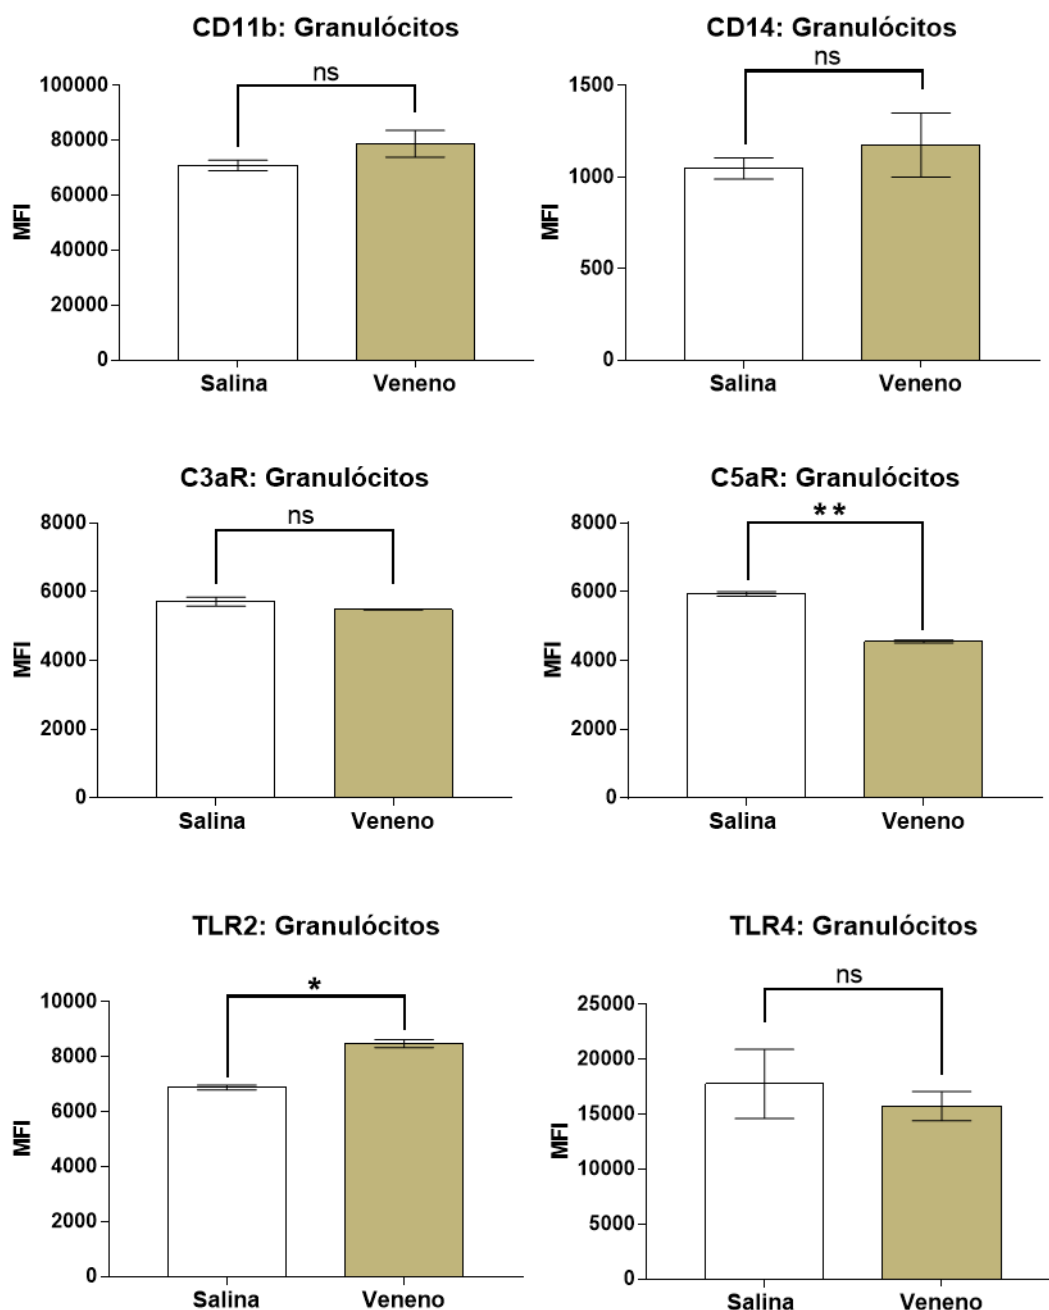 CD11b: Granulócitos
ns
100000
80000
60000
40000
20000
0
MFI
Salina
Veneno
CD14: Granulócitos
ns
1500
1000
500
0
MFI
Salina
Veneno
C3aR: Granulócitos
ns
8000
6000
4000
2000
0
MFI
Salina
Veneno
C5aR: Granulócitos
**
8000
6000
4000
2000
0
MFI
Salina
Veneno
TLR2: Granulócitos
*
10000
8000
6000
4000
2000
0
MFI
Salina
Veneno
TLR4: Granulócitos
ns
25000
20000
15000
10000
5000
0
MFI
Salina
Veneno